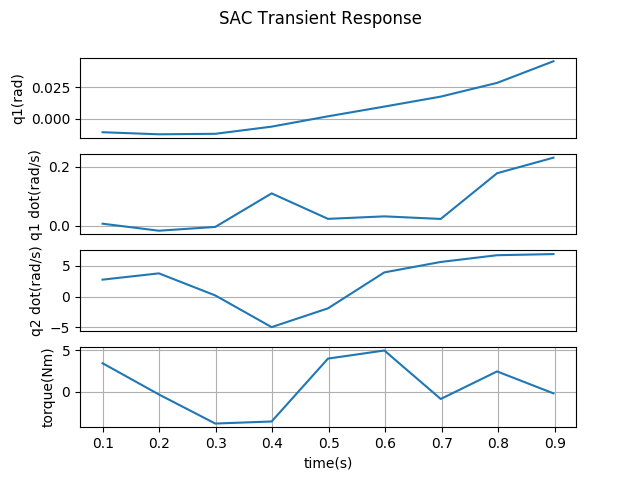 SAC Transient Response
q1(rad)
0.025
0.000
q1 dot(rad/s)
0.2
0.0
q2 dot(rad/s)
5
0
−5
torque(Nm)
5
0
0.1 0.2 0.3 0.4 0.5 0.6 0.7 0.8 0.9
time(s)